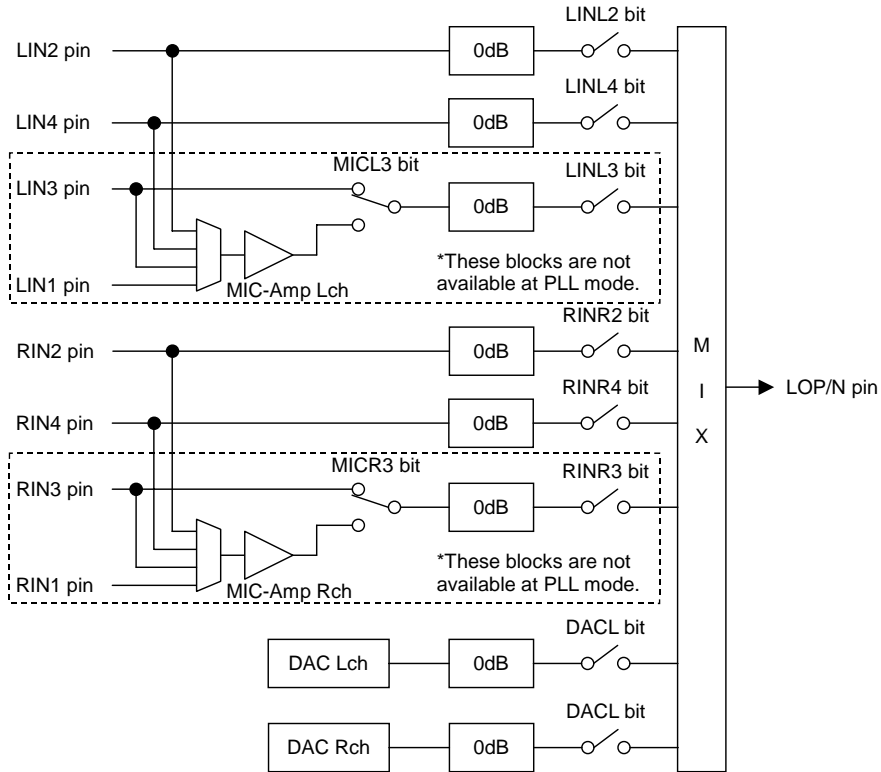 LINL2 bit
LIN2 pin
0dB
LINL4 bit
LIN4 pin
0dB
MICL3 bit
LINL3 bit
LIN3 pin
0dB
*These blocks are not
available at PLL mode.
LIN1 pin
MIC-Amp Lch
RINR2 bit
RIN2 pin
0dB
M
I
X
LOP/N pin
RINR4 bit
RIN4 pin
0dB
MICR3 bit
RINR3 bit
RIN3 pin
0dB
*These blocks are not
available at PLL mode.
RIN1 pin
MIC-Amp Rch
DACL bit
DAC Lch
0dB
DACL bit
DAC Rch
0dB